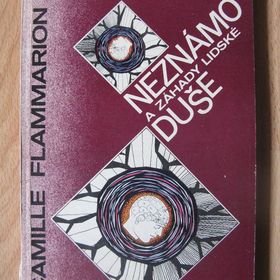 CAMILLE FLAMMARION
NEZNÁMO
A ZÁHADY LIDSKÉ
DUŠE